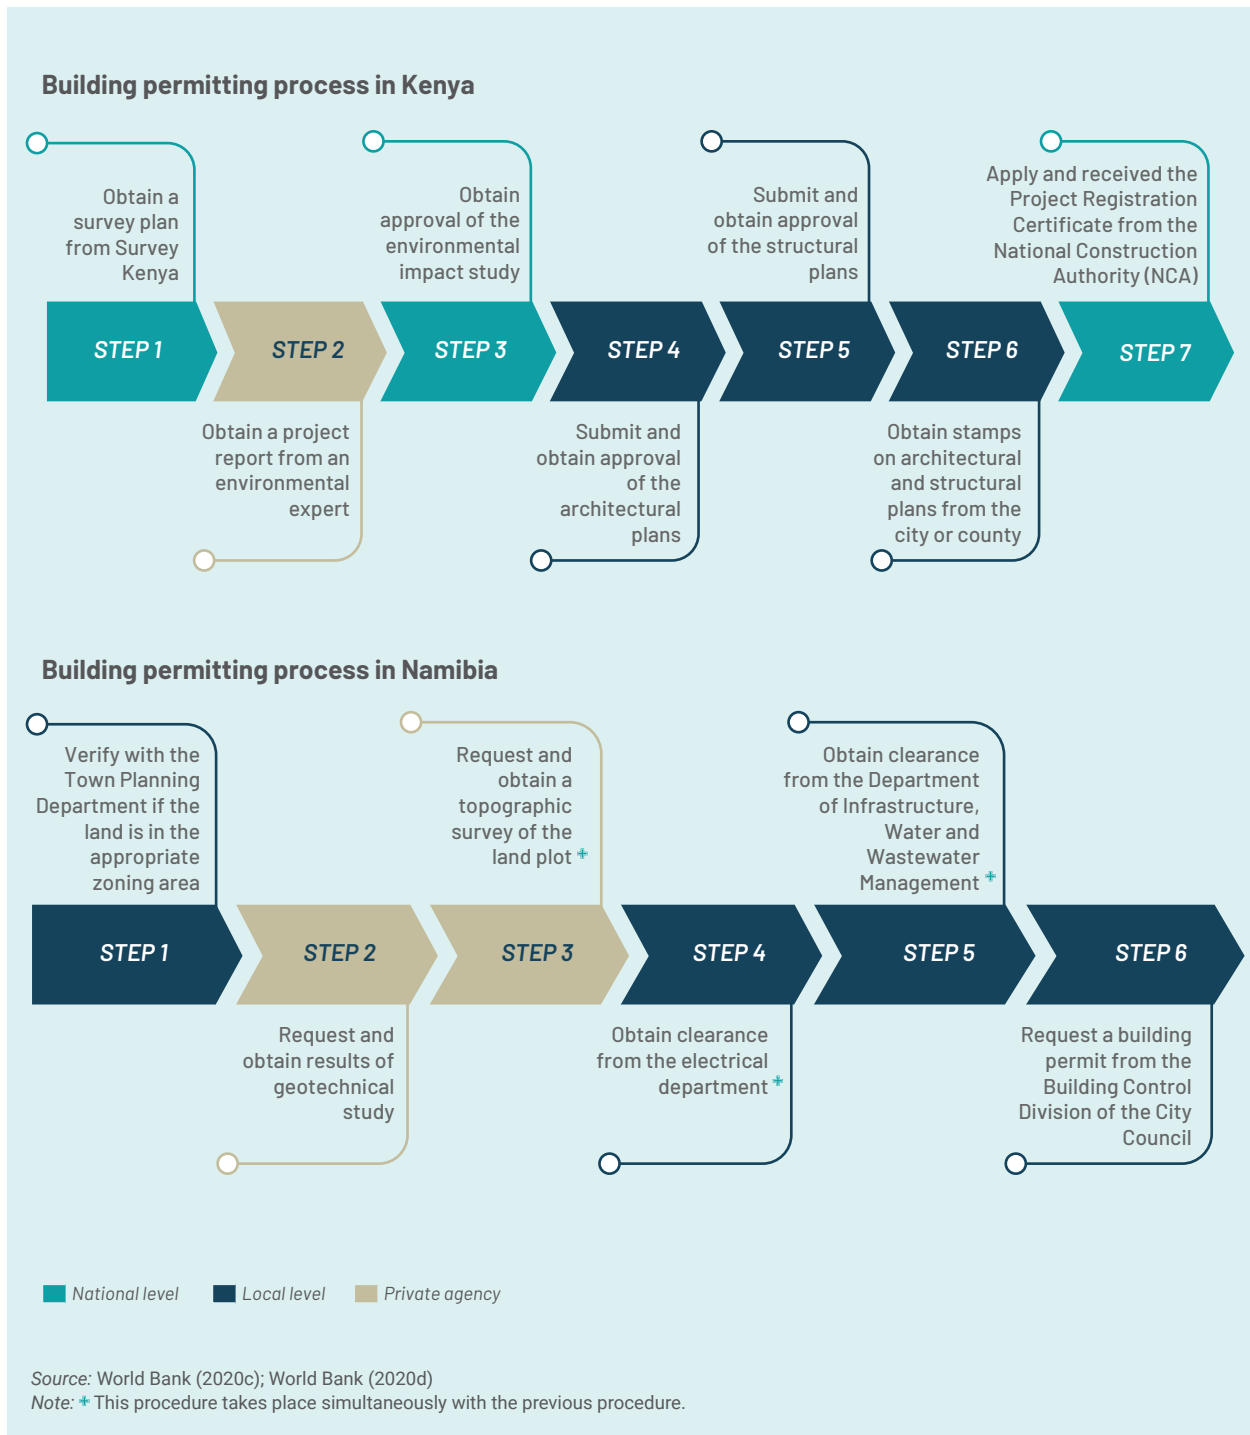 Building permitting process in Kenya
Obtain a
survey plan
from Survey
Kenya
Obtain
approval of the
environmental
impact study
Submit and
obtain approval
of the structural
plans
Apply and received the
Project Registration
Certificate from the
National Construction
Authority (NCA)
STEP 1
STEP 2
STEP 3
STEP 4
STEP 5
STEP 6
STEP 7
Obtain a project
report from an
environmental
expert
Submit and
obtain approval
of the
architectural
plans
Obtain stamps
on architectural
and structural
plans from the
city or county
Building permitting process in Namibia
Verify with the
Town Planning
Department if the
land is in the
appropriate
zoning area
Request and
obtain a
topographic
survey of the
land plot +
Obtain clearance
from the Department
of Infrastructure,
Water and
Wastewater
Management +
STEP 1
STEP 2
STEP 3
STEP 4
STEP 5
STEP 6
Request and
obtain results of
geotechnical
study
Obtain clearance
from the electrical
department +
Request a building
permit from the
Building Control
Division of the City
Council
National level
Local level
Private agency
Source: World Bank (2020c); World Bank (2020d)
Note: + This procedure takes place simultaneously with the previous procedure.